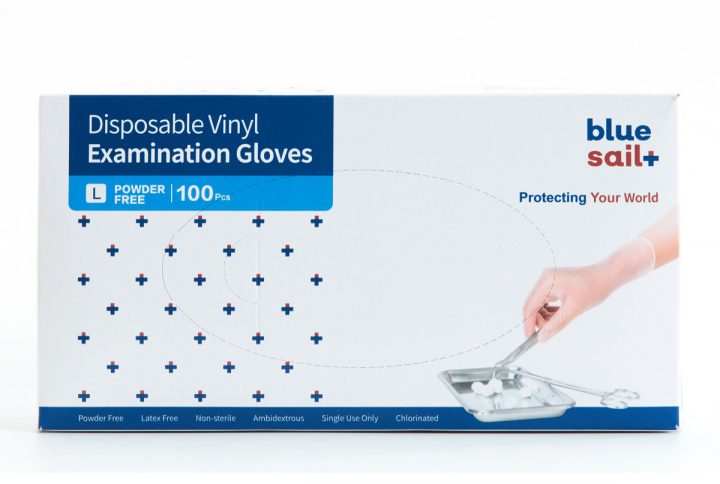 Disposable Vinyl
Examination Gloves
L POWDER FREE 100 Pcs
blue
sail+
Protecting Your World
Powder Free Latex Free Non-sterile Ambidextrous Single Use Only Chlorinated